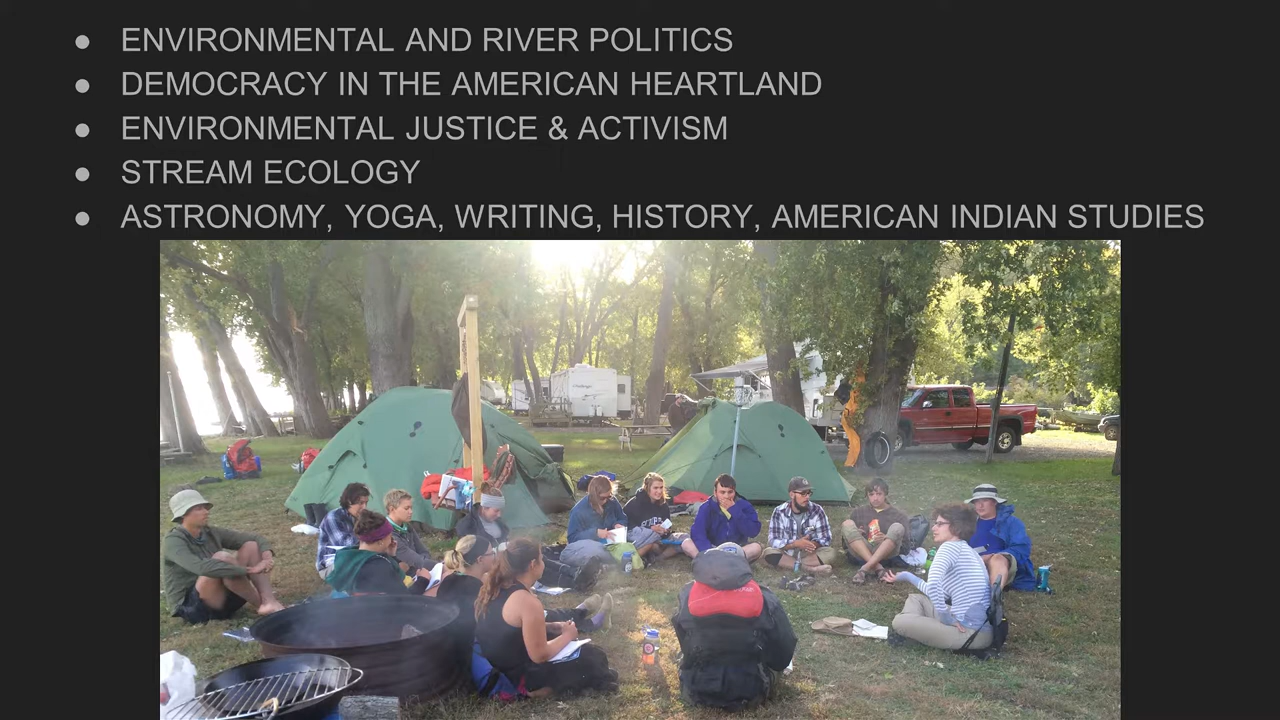 ● ENVIRONMENTAL AND RIVER POLITICS
● DEMOCRACY IN THE AMERICAN HEARTLAND
● ENVIRONMENTAL JUSTICE & ACTIVISM
● STREAM ECOLOGY
● ASTRONOMY, YOGA, WRITING, HISTORY, AMERICAN INDIAN STUDIES